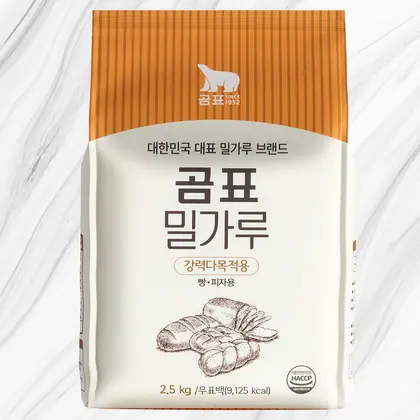 곰표 SINCE 1952
대한민국 대표 밀가루 브랜드
곰표
밀가루
강력다목적용
빵·피자용
HACCP
2.5 kg /무표백(9,125 kcal)